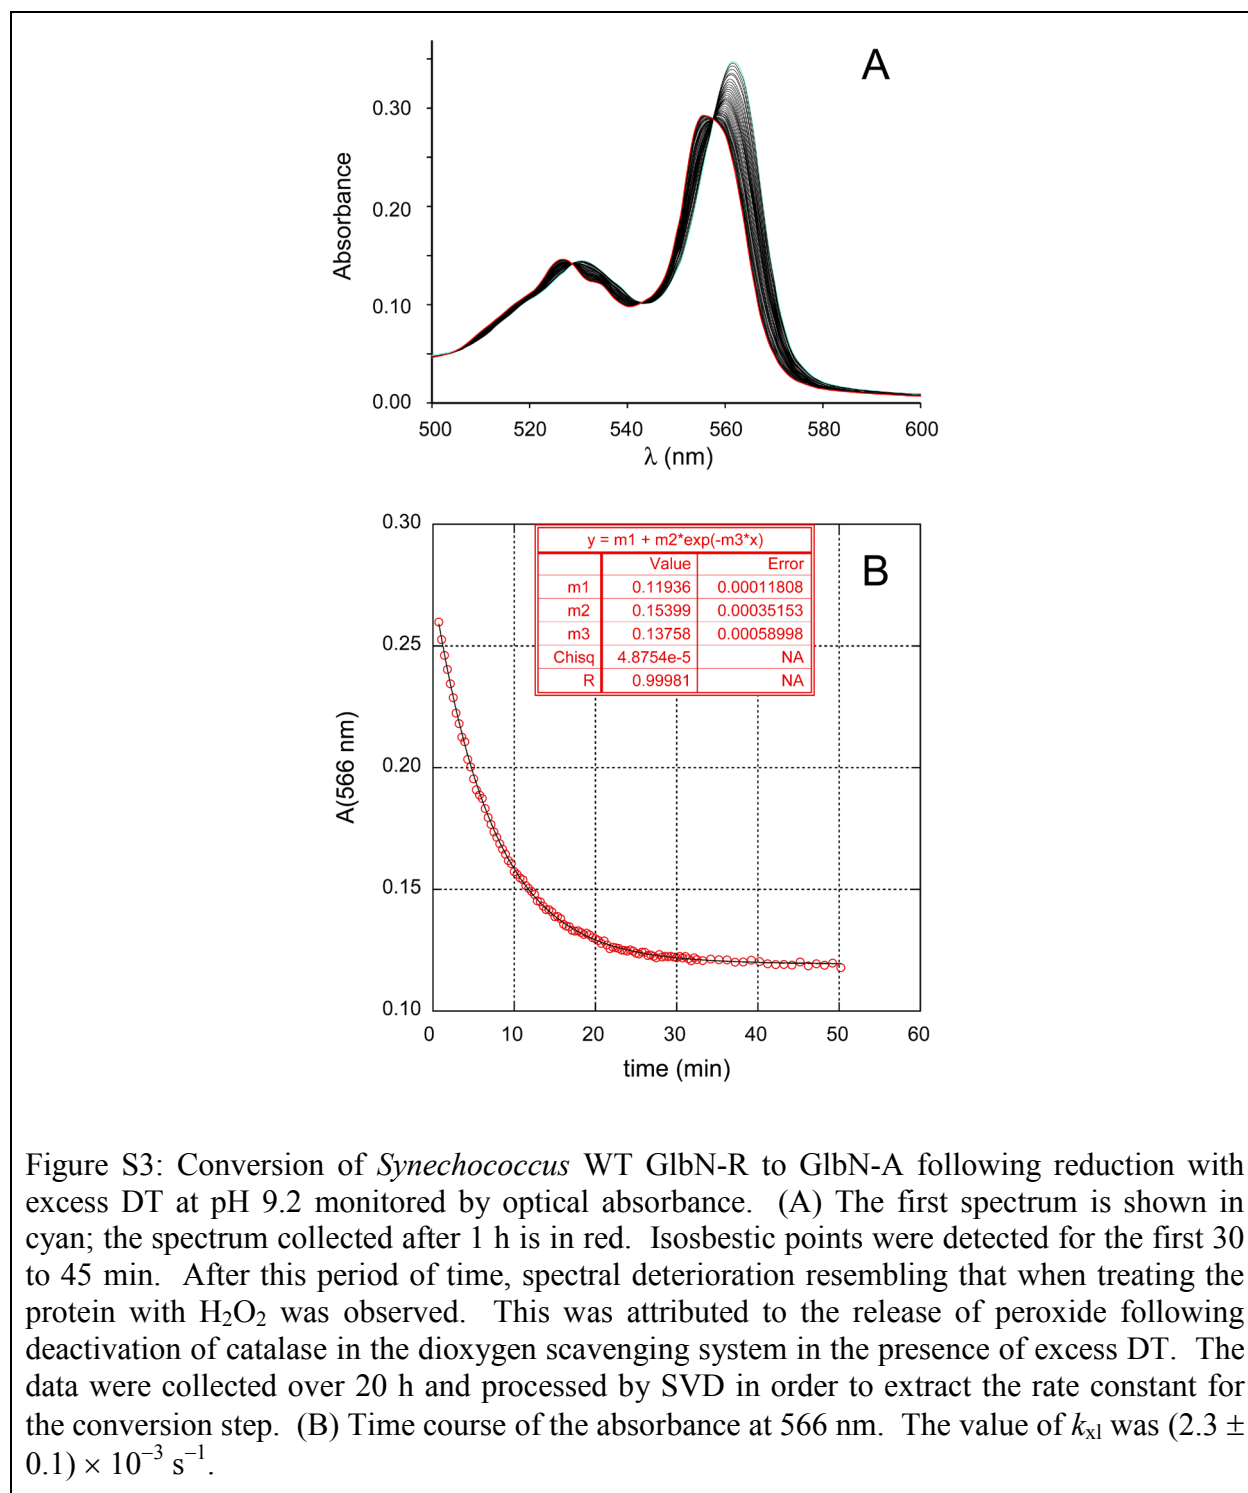 A
0.30
0.20
0.10
0.00
Absorbance
500 520 540 560 580 600
λ (nm)
0.30
0.25
0.20
0.15
0.10
A(566 nm)
B
y = m1 + m2*exp(-m3*x)
Value Error
m1 0.11936 0.00011808
m2 0.15399 0.00035153
m3 0.13758 0.00058998
Chisq 4.8754e-5 NA
R 0.99981 NA
0 10 20 30 40 50 60
time (min)
Figure S3: Conversion of Synechococcus WT GlbN-R to GlbN-A following reduction with
excess DT at pH 9.2 monitored by optical absorbance. (A) The first spectrum is shown in
cyan; the spectrum collected after 1 h is in red. Isosbestic points were detected for the first 30
to 45 min. After this period of time, spectral deterioration resembling that when treating the
protein with H₂O₂ was observed. This was attributed to the release of peroxide following
deactivation of catalase in the dioxygen scavenging system in the presence of excess DT. The
data were collected over 20 h and processed by SVD in order to extract the rate constant for
the conversion step. (B) Time course of the absorbance at 566 nm. The value of kxl was (2.3 ±
0.1) × 10⁻³ s⁻¹.